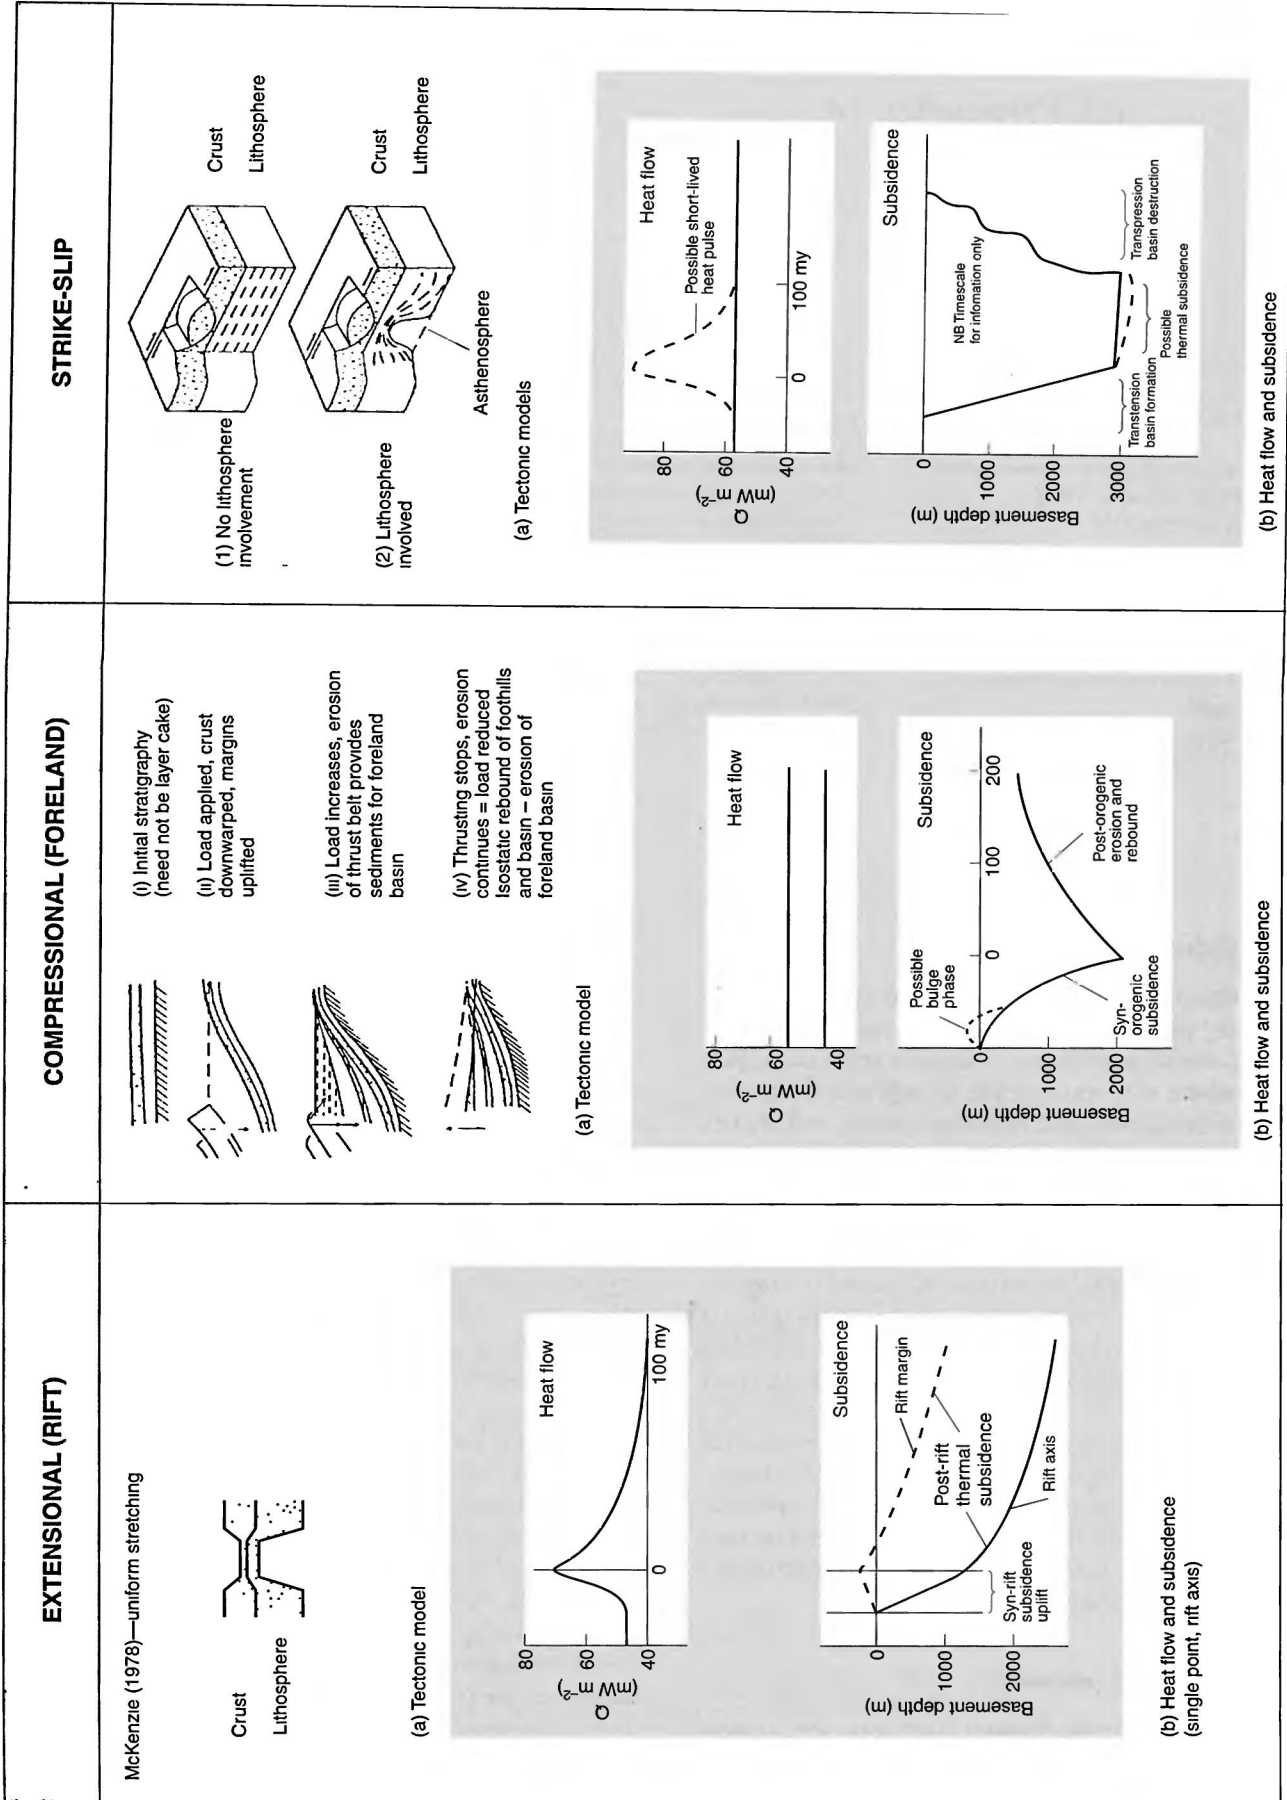 EXTENSIONAL (RIFT)
McKenzie (1978)—uniform stretching
Crust
Lithosphere
(a) Tectonic model
Heat flow
80
60
40
Q
(mW m⁻²)
0
100 my
Subsidence
0
1000
2000
Basement depth (m)
Rift margin
Post-rift
thermal
subsidence
Rift axis
Syn-rift
subsidence
uplift
(b) Heat flow and subsidence
(single point, rift axis)
COMPRESSIONAL (FORELAND)
(i) Initial stratigraphy
(need not be layer cake)
(ii) Load applied, crust
downwarped, margins
uplifted
(iii) Load increases, erosion
of thrust belt provides
sediments for foreland
basin
(iv) Thrusting stops, erosion
continues = load reduced
Isostatic rebound of foothills
and basin – erosion of
foreland basin
(a) Tectonic model
Heat flow
80
60
40
Q
(mW m⁻²)
Subsidence
Possible
bulge
phase
0
100
200
0
1000
2000
Basement depth (m)
Syn-
orogenic
subsidence
Post-orogenic
erosion and
rebound
(b) Heat flow and subsidence
STRIKE-SLIP
Crust
Lithosphere
(1) No lithosphere
involvement
Crust
Lithosphere
(2) Lithosphere
involved
Asthenosphere
(a) Tectonic models
Heat flow
Possible short-lived
heat pulse
80
60
40
Q
(mW m⁻²)
0
100 my
Subsidence
NB Timescale
for information only
0
1000
2000
3000
Basement depth (m)
Transtension
basin formation
Possible
thermal subsidence
Transpression
basin destruction
(b) Heat flow and subsidence